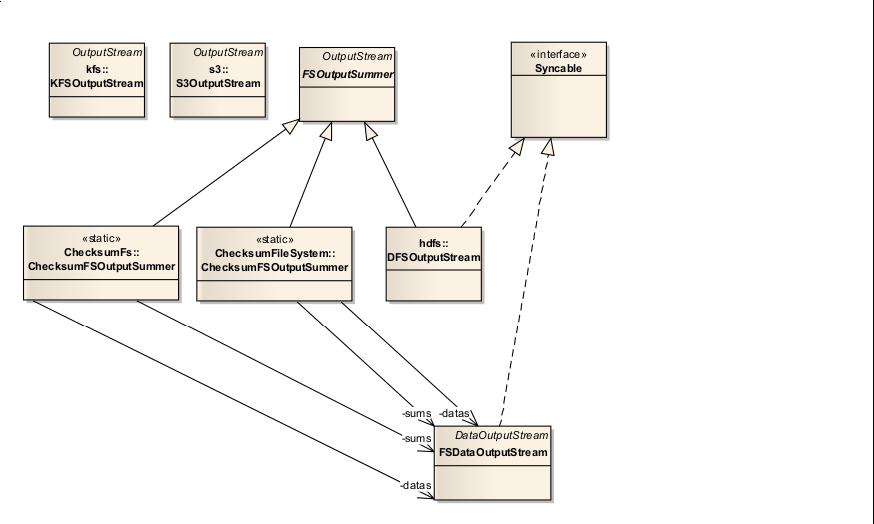 OutputStream
kfs::
KFSOutputStream
OutputStream
s3::
S3OutputStream
OutputStream
FSOutputSummer
«interface»
Syncable
«static»
ChecksumFs::
ChecksumFSOutputSummer
«static»
ChecksumFileSystem::
ChecksumFSOutputSummer
hdfs::
DFSOutputStream
-sums
-datas
-sums
-datas
DataOutputStream
FSDataOutputStream